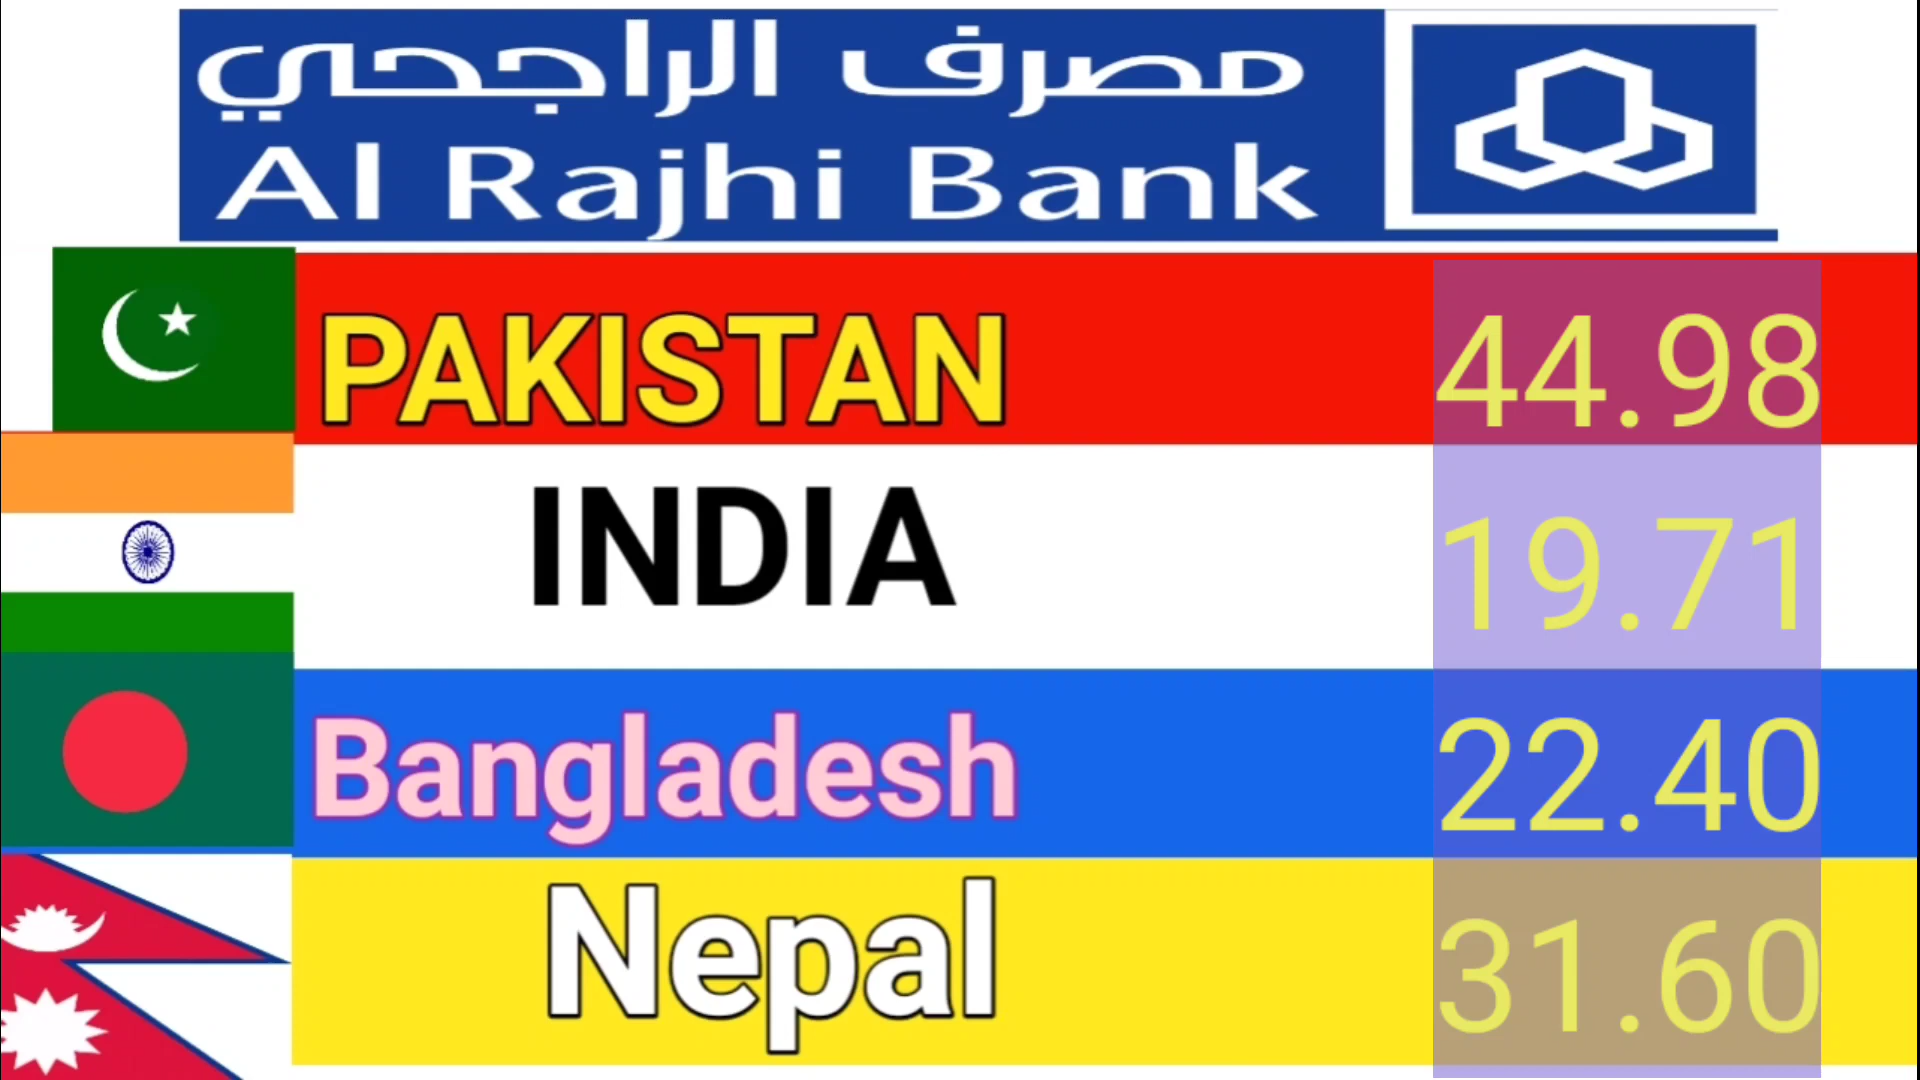 مصرف الراجحي
Al Rajhi Bank
PAKISTAN 44.98
INDIA 19.71
Bangladesh 22.40
Nepal 31.60